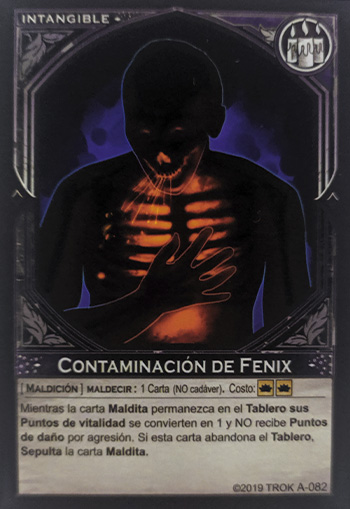 INTANGIBLE
CONTAMINACIÓN DE FENIX
[ MALDICIÓN ] MALDECIR : 1 Carta (NO cadáver). Costo:
Mientras la carta Maldita permanezca en el Tablero sus
Puntos de vitalidad se convierten en 1 y NO recibe Puntos
de daño por agresión. Si esta carta abandona el Tablero,
Sepulta la carta Maldita.
©2019 TROK A-082